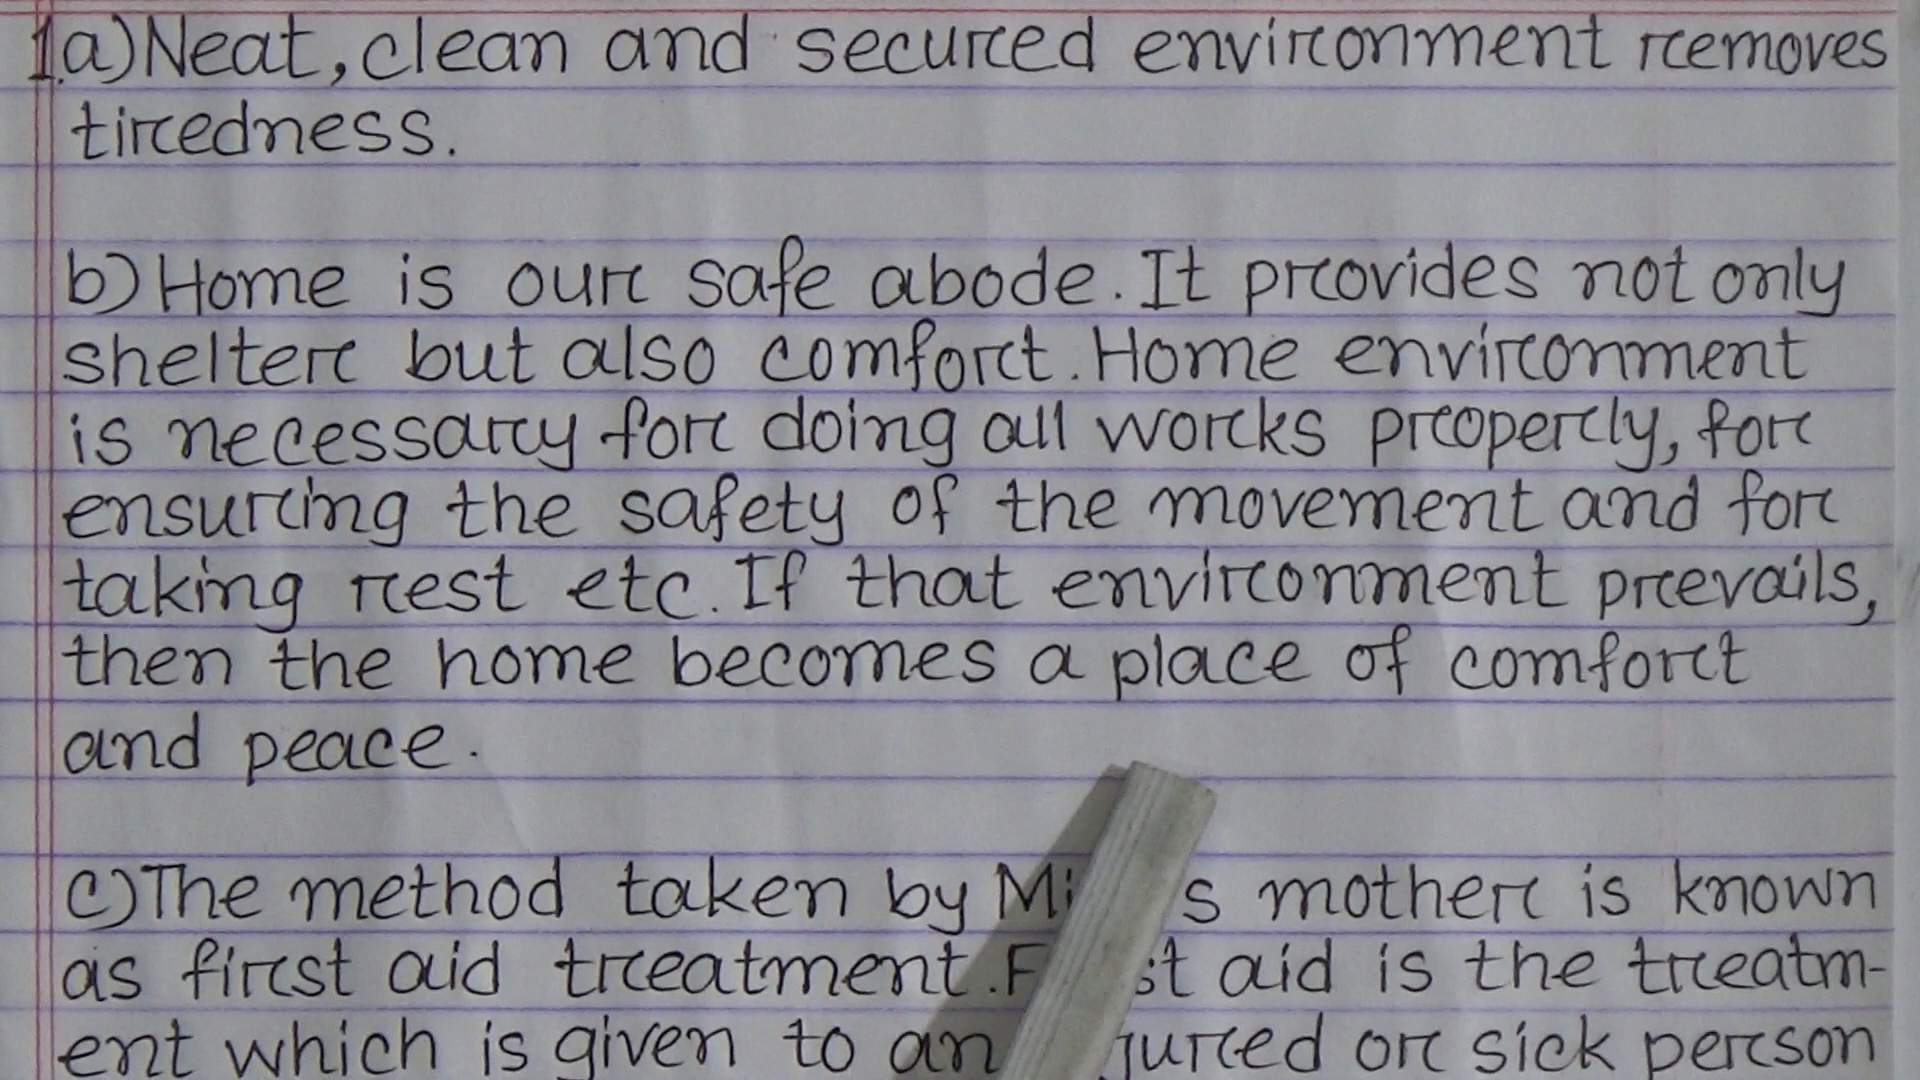 1.a) Neat, clean and secured environment removes
tiredness.
b) Home is our safe abode. It provides not only
shelter but also comfort. Home environment
is necessary for doing all works properly, for
ensuring the safety of the movement and for
taking rest etc. If that environment prevails,
then the home becomes a place of comfort
and peace.
c) The method taken by mother is known
as first aid treatment. aid is the treatm-
ent which is given to an or sick person